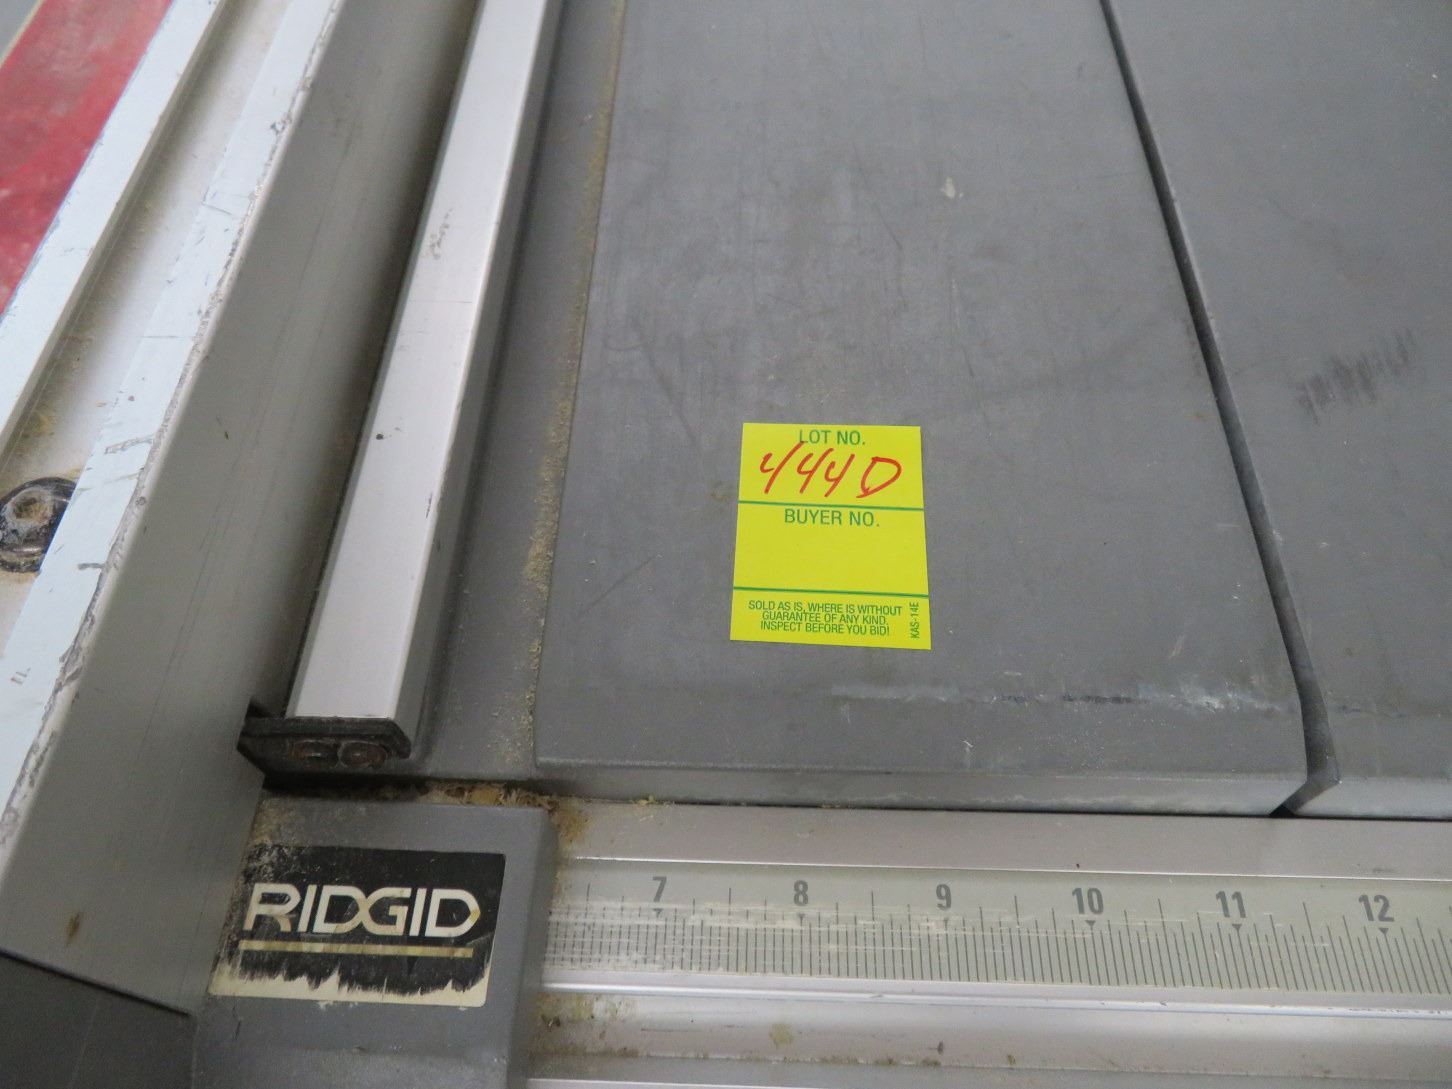 LOT NO.
444D
BUYER NO.
SOLD AS IS, WHERE IS WITHOUT
GUARANTEE OF ANY KIND.
INSPECT BEFORE YOU BID!
KAS-14E
RIDGID
7 8 9 10 11 12